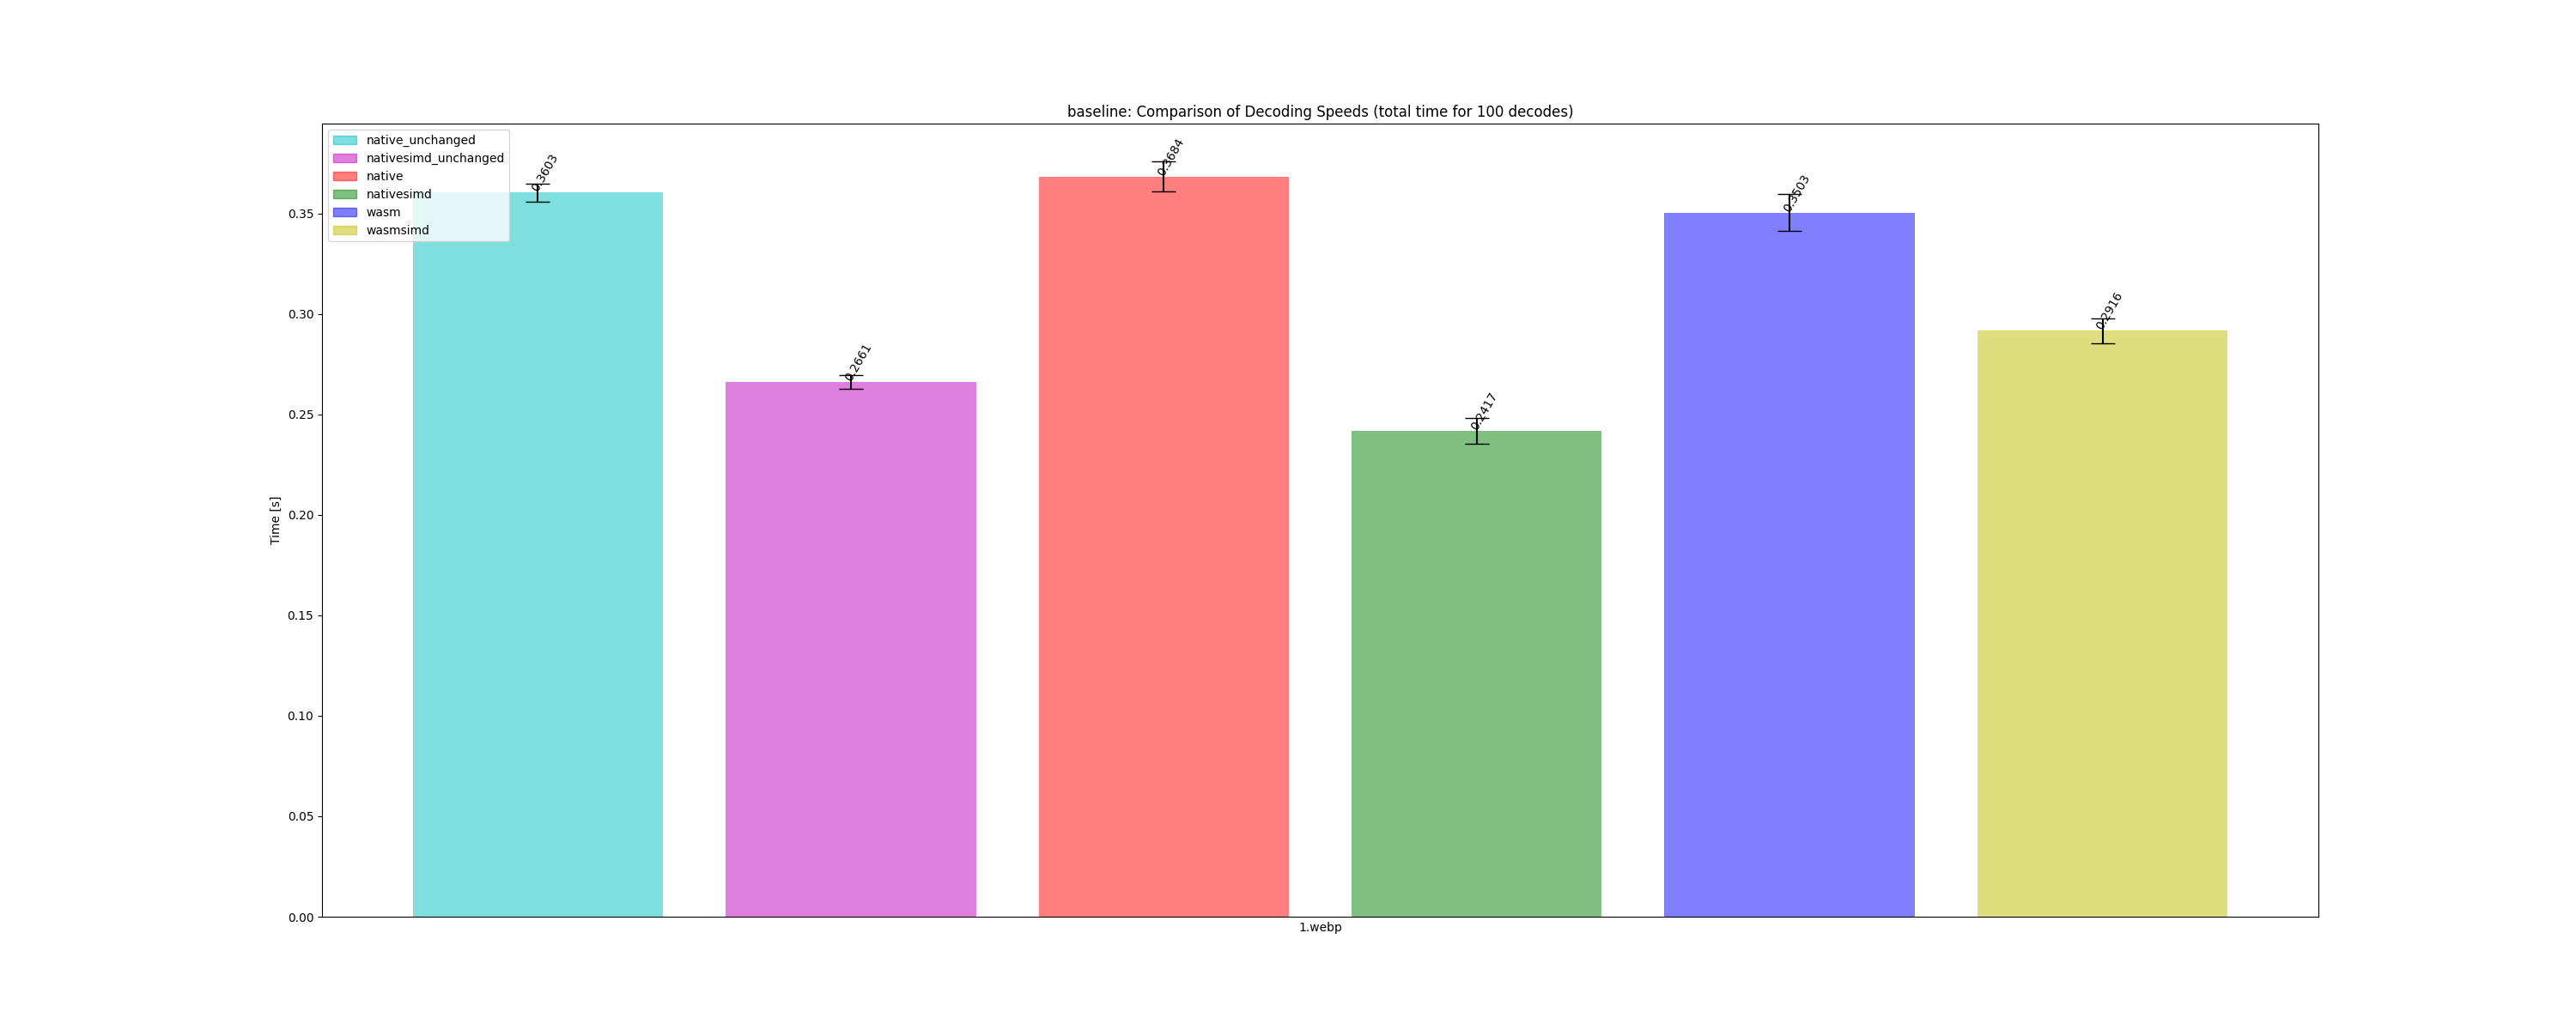 baseline: Comparison of Decoding Speeds (total time for 100 decodes)
native_unchanged
nativesimd_unchanged
native
nativesimd
wasm
wasmsimd
0.3603
0.2661
0.3684
0.2417
0.3503
0.2916
Time [s]
0.35
0.30
0.25
0.20
0.15
0.10
0.05
0.00
1.webp